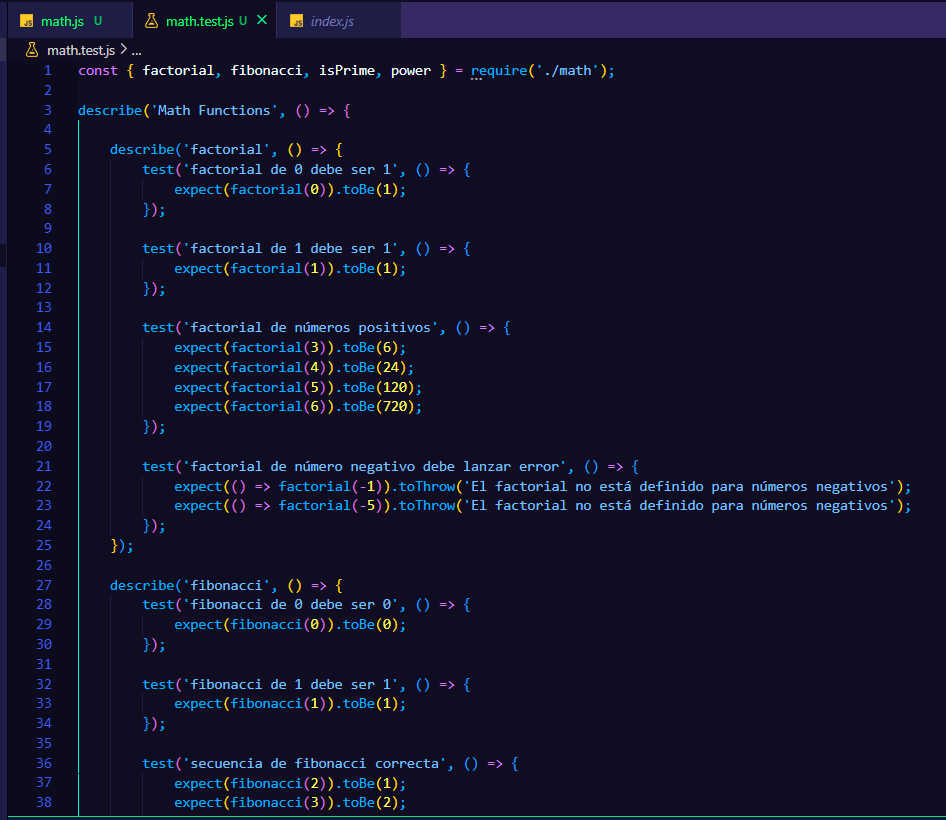 JS math.js U
math.test.js U ×
JS index.js
math.test.js > ...
1 const { factorial, fibonacci, isPrime, power } = require('./math');
2
3 describe('Math Functions', () => {
4
5     describe('factorial', () => {
6         test('factorial de 0 debe ser 1', () => {
7             expect(factorial(0)).toBe(1);
8         });
9
10         test('factorial de 1 debe ser 1', () => {
11             expect(factorial(1)).toBe(1);
12         });
13
14         test('factorial de números positivos', () => {
15             expect(factorial(3)).toBe(6);
16             expect(factorial(4)).toBe(24);
17             expect(factorial(5)).toBe(120);
18             expect(factorial(6)).toBe(720);
19         });
20
21         test('factorial de número negativo debe lanzar error', () => {
22             expect(() => factorial(-1)).toThrow('El factorial no está definido para números negativos');
23             expect(() => factorial(-5)).toThrow('El factorial no está definido para números negativos');
24         });
25     });
26
27     describe('fibonacci', () => {
28         test('fibonacci de 0 debe ser 0', () => {
29             expect(fibonacci(0)).toBe(0);
30         });
31
32         test('fibonacci de 1 debe ser 1', () => {
33             expect(fibonacci(1)).toBe(1);
34         });
35
36         test('secuencia de fibonacci correcta', () => {
37             expect(fibonacci(2)).toBe(1);
38             expect(fibonacci(3)).toBe(2);